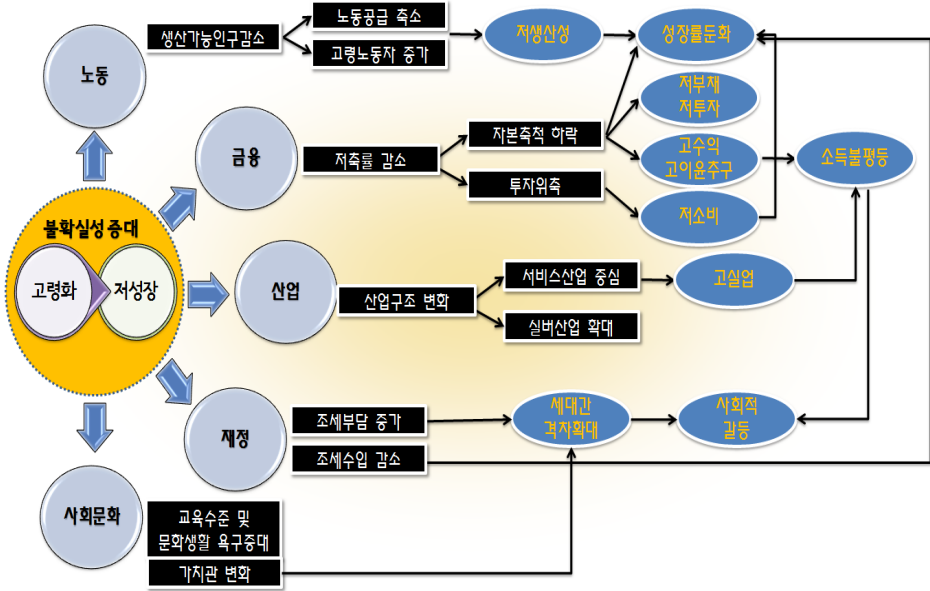 노동
생산가능인구감소
노동공급 축소
고령노동자 증가
저생산성
성장률둔화
저부채
저투자
금융
저축률 감소
자본축적 하락
투자위축
고수익
고이윤추구
소득불평등
저소비
불확실성 증대
고령화
저성장
산업
산업구조 변화
서비스산업 중심
실버산업 확대
고실업
재정
조세부담 증가
조세수입 감소
세대간
격차확대
사회적
갈등
사회문화
교육수준 및
문화생활 욕구증대
가치관 변화